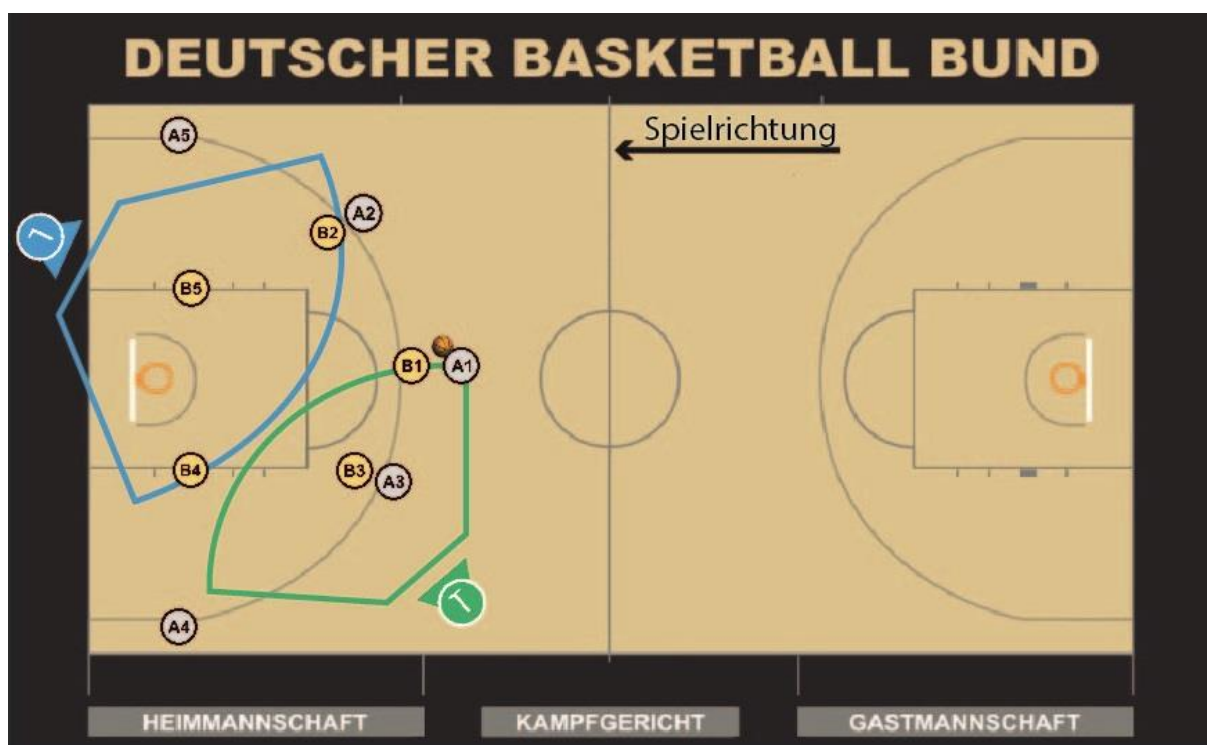 DEUTSCHER BASKETBALL BUND
Spielrichtung
A5
A2
B2
L
B5
B1
A1
B4
B3
A3
T
A4
HEIMMANNSCHAFT
KAMPFGERICHT
GASTMANNSCHAFT